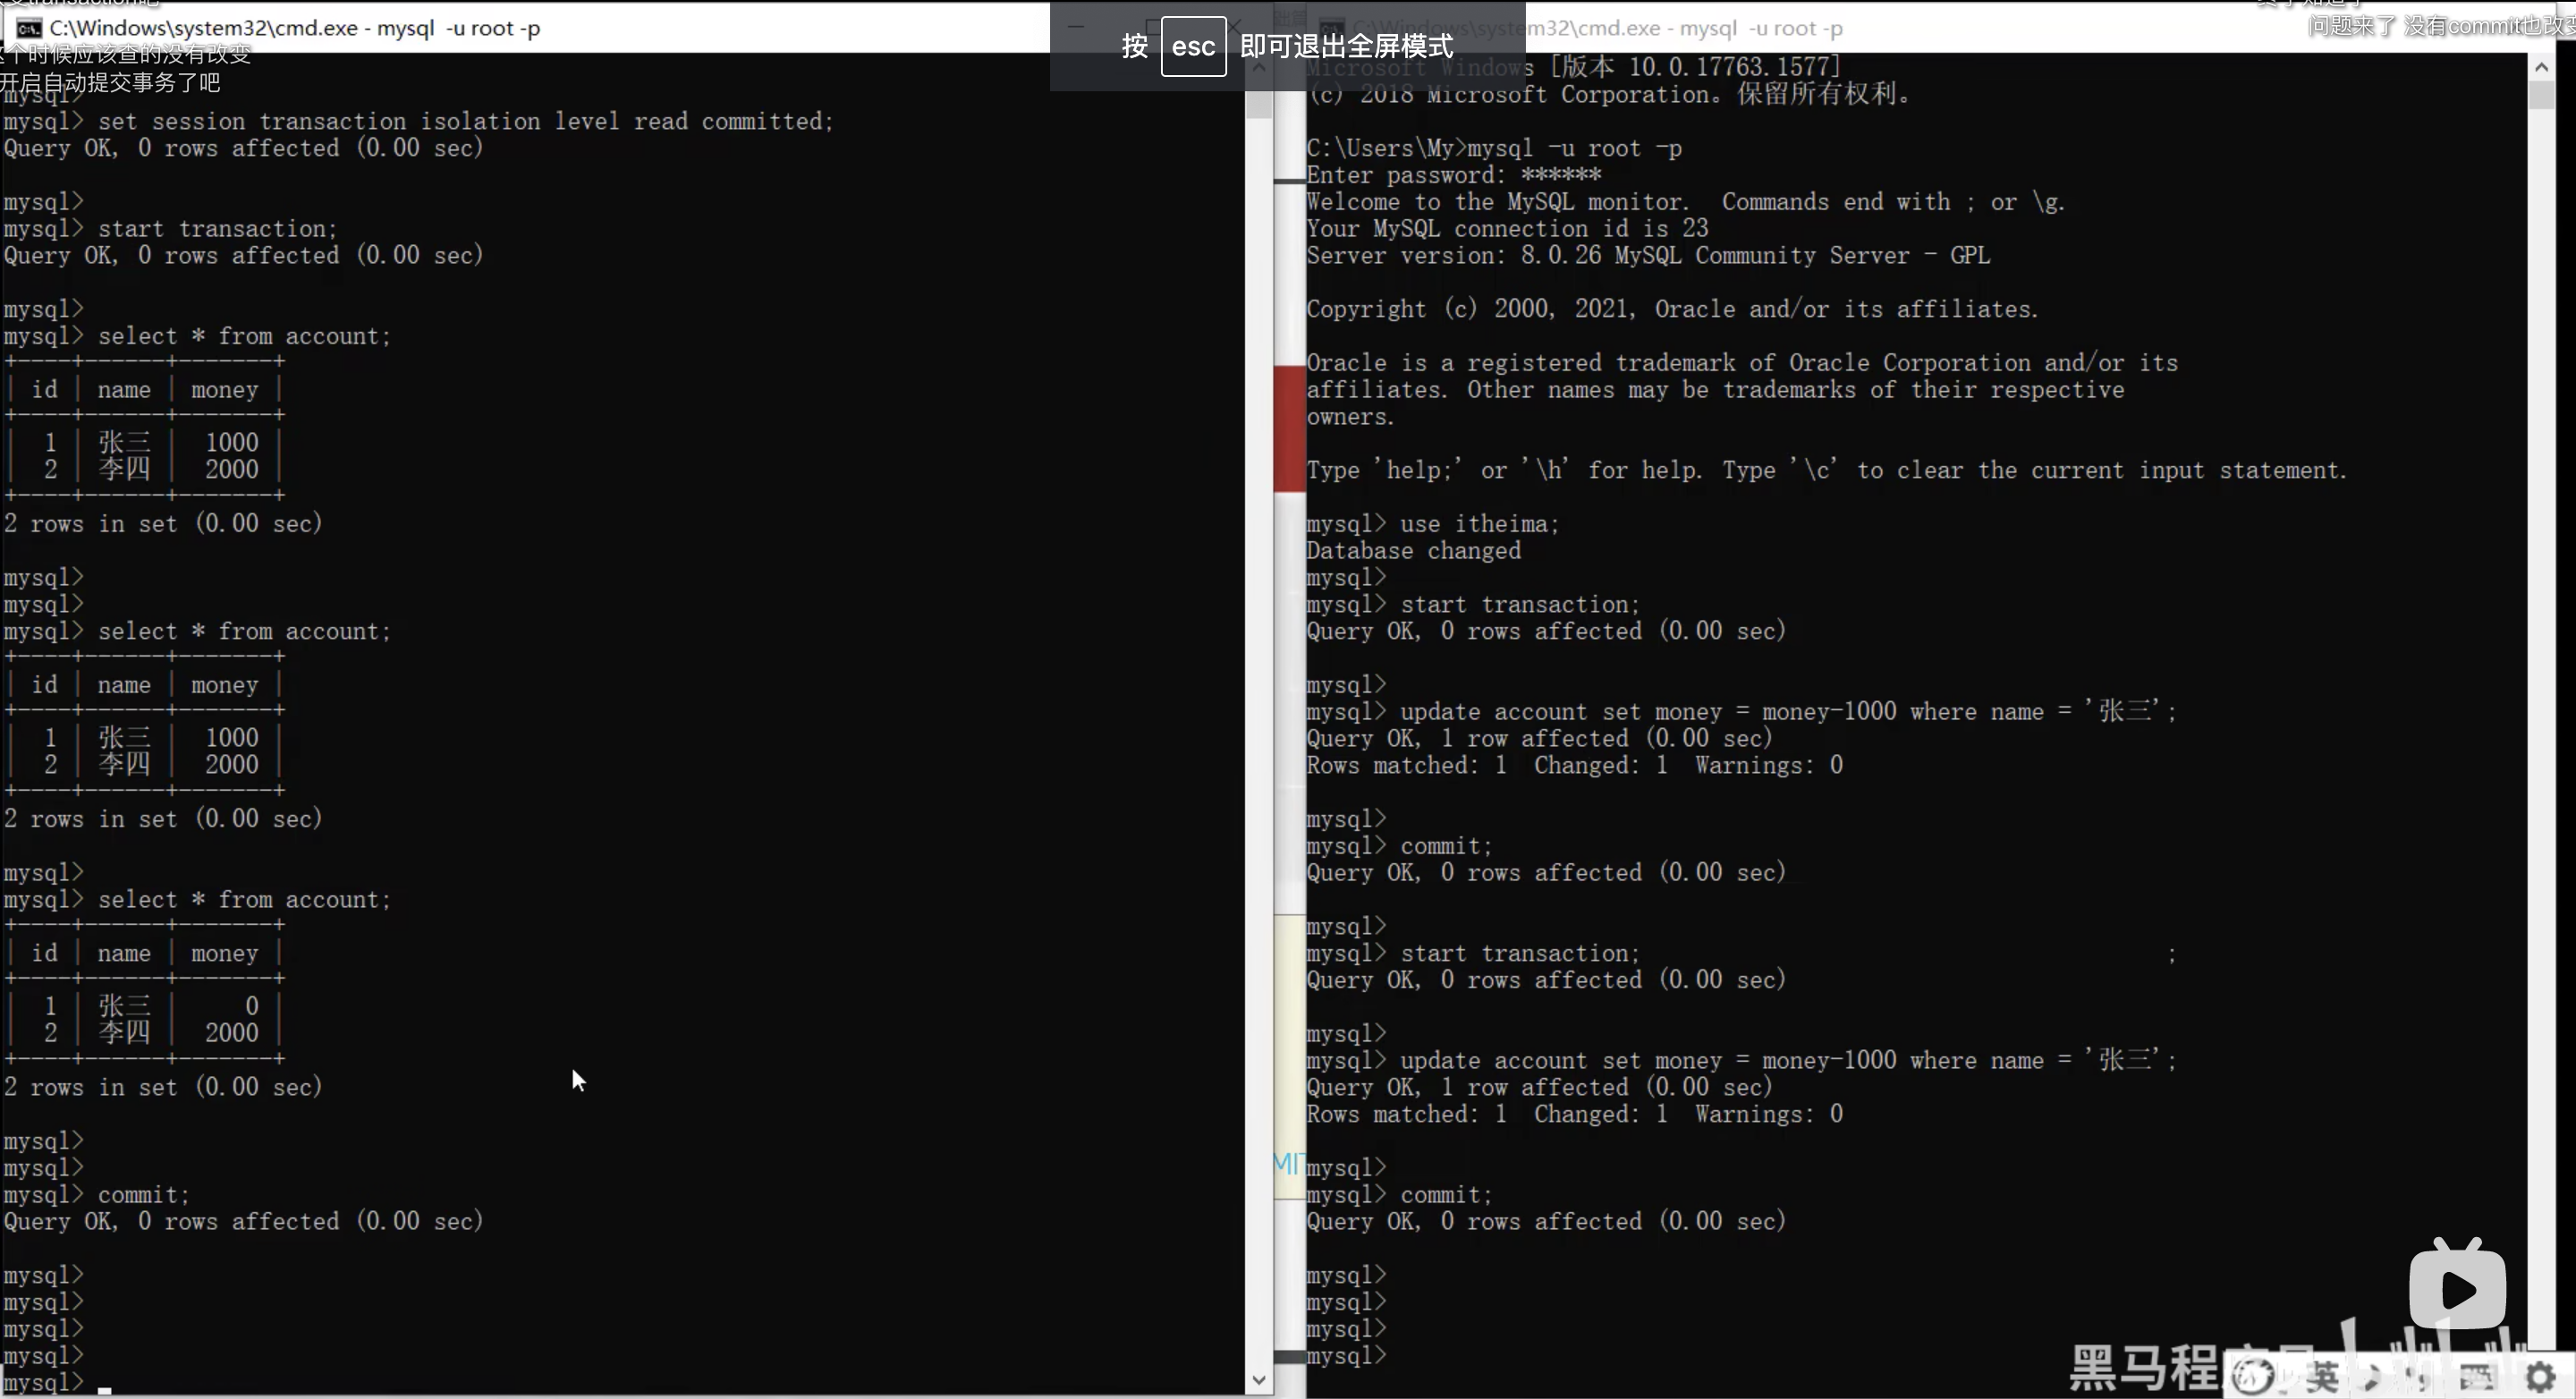 C:\Windows\system32\cmd.exe - mysql  -u root -p
这个时候应该查的没有改变
开启自动提交事务了吧
mysql>
mysql> set session transaction isolation level read committed;
Query OK, 0 rows affected (0.00 sec)
mysql>
mysql> start transaction;
Query OK, 0 rows affected (0.00 sec)
mysql>
mysql> select * from account;
+----+------+-------+
| id | name | money |
+----+------+-------+
| 1 | 张三 | 1000 |
| 2 | 李四 | 2000 |
+----+------+-------+
2 rows in set (0.00 sec)
mysql>
mysql>
mysql> select * from account;
+----+------+-------+
| id | name | money |
+----+------+-------+
| 1 | 张三 | 1000 |
| 2 | 李四 | 2000 |
+----+------+-------+
2 rows in set (0.00 sec)
mysql>
mysql> select * from account;
+----+------+-------+
| id | name | money |
+----+------+-------+
| 1 | 张三 | 0 |
| 2 | 李四 | 2000 |
+----+------+-------+
2 rows in set (0.00 sec)
mysql>
mysql>
mysql> commit;
Query OK, 0 rows affected (0.00 sec)
mysql>
mysql>
mysql>
mysql>
mysql>
按 esc 即可退出全屏模式
C:\Windows\system32\cmd.exe - mysql  -u root -p
问题来了 没有commit也改变
Microsoft Windows [版本 10.0.17763.1577]
(c) 2018 Microsoft Corporation。保留所有权利。
C:\Users\My>mysql -u root -p
Enter password: ******
Welcome to the MySQL monitor.  Commands end with ; or \g.
Your MySQL connection id is 23
Server version: 8.0.26 MySQL Community Server - GPL
Copyright (c) 2000, 2021, Oracle and/or its affiliates.
Oracle is a registered trademark of Oracle Corporation and/or its
affiliates. Other names may be trademarks of their respective
owners.
Type 'help;' or '\h' for help. Type '\c' to clear the current input statement.
mysql> use itheima;
Database changed
mysql>
mysql> start transaction;
Query OK, 0 rows affected (0.00 sec)
mysql>
mysql> update account set money = money-1000 where name = '张三';
Query OK, 1 row affected (0.00 sec)
Rows matched: 1  Changed: 1  Warnings: 0
mysql>
mysql> commit;
Query OK, 0 rows affected (0.00 sec)
mysql>
mysql> start transaction; ;
Query OK, 0 rows affected (0.00 sec)
mysql>
mysql> update account set money = money-1000 where name = '张三';
Query OK, 1 row affected (0.00 sec)
Rows matched: 1  Changed: 1  Warnings: 0
mysql>
mysql> commit;
Query OK, 0 rows affected (0.00 sec)
mysql>
mysql>
mysql>
mysql>
黑马程
英